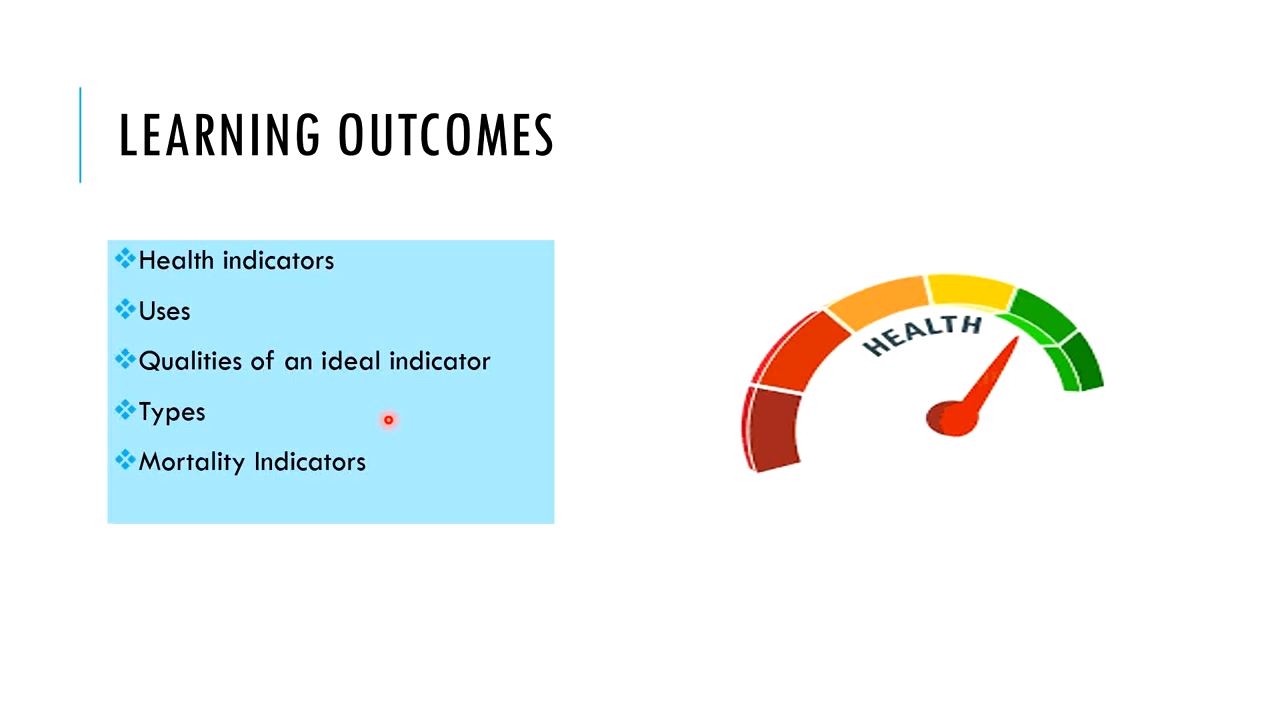 LEARNING OUTCOMES
Health indicators
Uses
Qualities of an ideal indicator
Types
Mortality Indicators
HEALTH